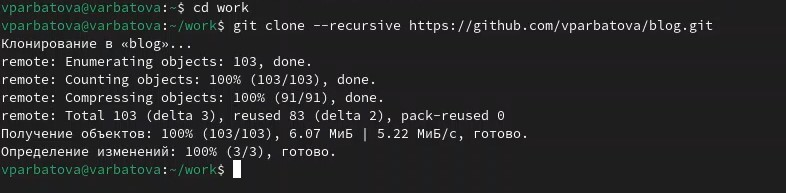 vparbatova@varbatova:~$ cd work
vparbatova@varbatova:~/work$ git clone --recursive https://github.com/vparbatova/blog.git
Клонирование в «blog»...
remote: Enumerating objects: 103, done.
remote: Counting objects: 100% (103/103), done.
remote: Compressing objects: 100% (91/91), done.
remote: Total 103 (delta 3), reused 83 (delta 2), pack-reused 0
Получение объектов: 100% (103/103), 6.07 МиБ | 5.22 МиБ/с, готово.
Определение изменений: 100% (3/3), готово.
vparbatova@varbatova:~/work$